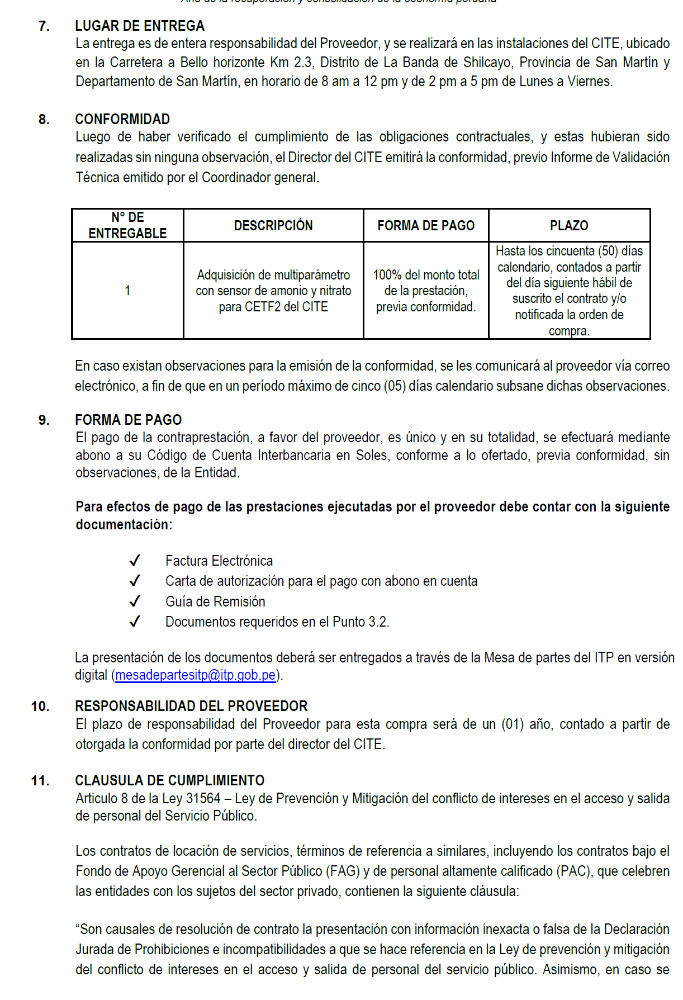 Año de la recuperación y consolidación de la economía peruana
7. LUGAR DE ENTREGA
La entrega es de entera responsabilidad del Proveedor, y se realizará en las instalaciones del CITE, ubicado
en la Carretera a Bello horizonte Km 2.3, Distrito de La Banda de Shilcayo, Provincia de San Martín y
Departamento de San Martín, en horario de 8 am a 12 pm y de 2 pm a 5 pm de Lunes a Viernes.
8. CONFORMIDAD
Luego de haber verificado el cumplimiento de las obligaciones contractuales, y estas hubieran sido
realizadas sin ninguna observación, el Director del CITE emitirá la conformidad, previo Informe de Validación
Técnica emitido por el Coordinador general.
N° DE
ENTREGABLE
DESCRIPCIÓN
FORMA DE PAGO
PLAZO
1
Adquisición de multiparámetro
con sensor de amonio y nitrato
para CETF2 del CITE
100% del monto total
de la prestación,
previa conformidad.
Hasta los cincuenta (50) días
calendario, contados a partir
del día siguiente hábil de
suscrito el contrato y/o
notificada la orden de
compra.
En caso existan observaciones para la emisión de la conformidad, se les comunicará al proveedor vía correo
electrónico, a fin de que en un período máximo de cinco (05) días calendario subsane dichas observaciones.
9. FORMA DE PAGO
El pago de la contraprestación, a favor del proveedor, es único y en su totalidad, se efectuará mediante
abono a su Código de Cuenta Interbancaria en Soles, conforme a lo ofertado, previa conformidad, sin
observaciones, de la Entidad.
Para efectos de pago de las prestaciones ejecutadas por el proveedor debe contar con la siguiente
documentación:
✓ Factura Electrónica
✓ Carta de autorización para el pago con abono en cuenta
✓ Guía de Remisión
✓ Documentos requeridos en el Punto 3.2.
La presentación de los documentos deberá ser entregados a través de la Mesa de partes del ITP en versión
digital (mesadepartesitp@itp.gob.pe).
10. RESPONSABILIDAD DEL PROVEEDOR
El plazo de responsabilidad del Proveedor para esta compra será de un (01) año, contado a partir de
otorgada la conformidad por parte del director del CITE.
11. CLAUSULA DE CUMPLIMIENTO
Articulo 8 de la Ley 31564 – Ley de Prevención y Mitigación del conflicto de intereses en el acceso y salida
de personal del Servicio Público.
Los contratos de locación de servicios, términos de referencia a similares, incluyendo los contratos bajo el
Fondo de Apoyo Gerencial al Sector Público (FAG) y de personal altamente calificado (PAC), que celebren
las entidades con los sujetos del sector privado, contienen la siguiente cláusula:
“Son causales de resolución de contrato la presentación con información inexacta o falsa de la Declaración
Jurada de Prohibiciones e incompatibilidades a que se hace referencia en la Ley de prevención y mitigación
del conflicto de intereses en el acceso y salida de personal del servicio público. Asimismo, en caso se